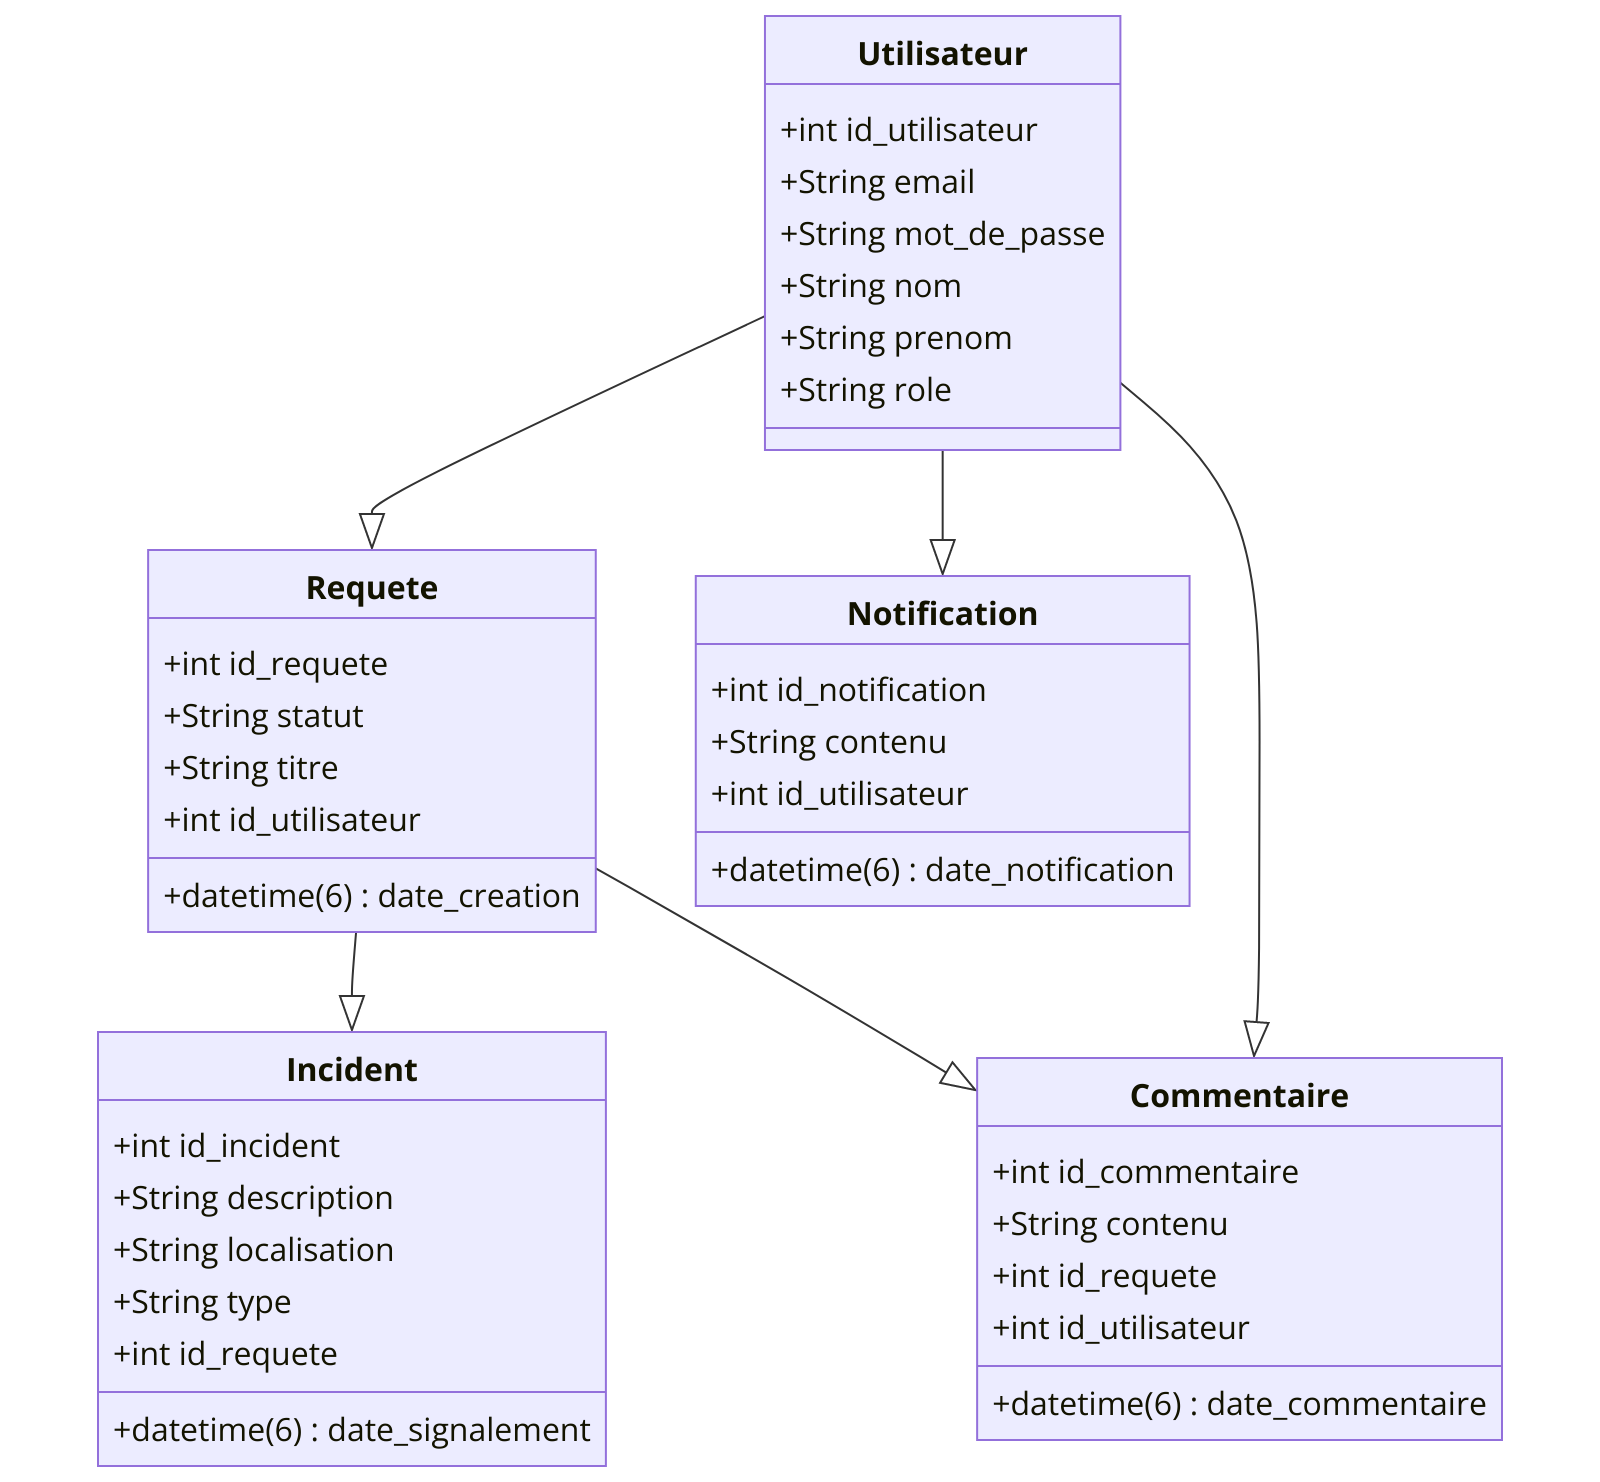 Utilisateur
+int id_utilisateur
+String email
+String mot_de_passe
+String nom
+String prenom
+String role
Requete
+int id_requete
+String statut
+String titre
+int id_utilisateur
+datetime(6) : date_creation
Notification
+int id_notification
+String contenu
+int id_utilisateur
+datetime(6) : date_notification
Incident
+int id_incident
+String description
+String localisation
+String type
+int id_requete
+datetime(6) : date_signalement
Commentaire
+int id_commentaire
+String contenu
+int id_requete
+int id_utilisateur
+datetime(6) : date_commentaire